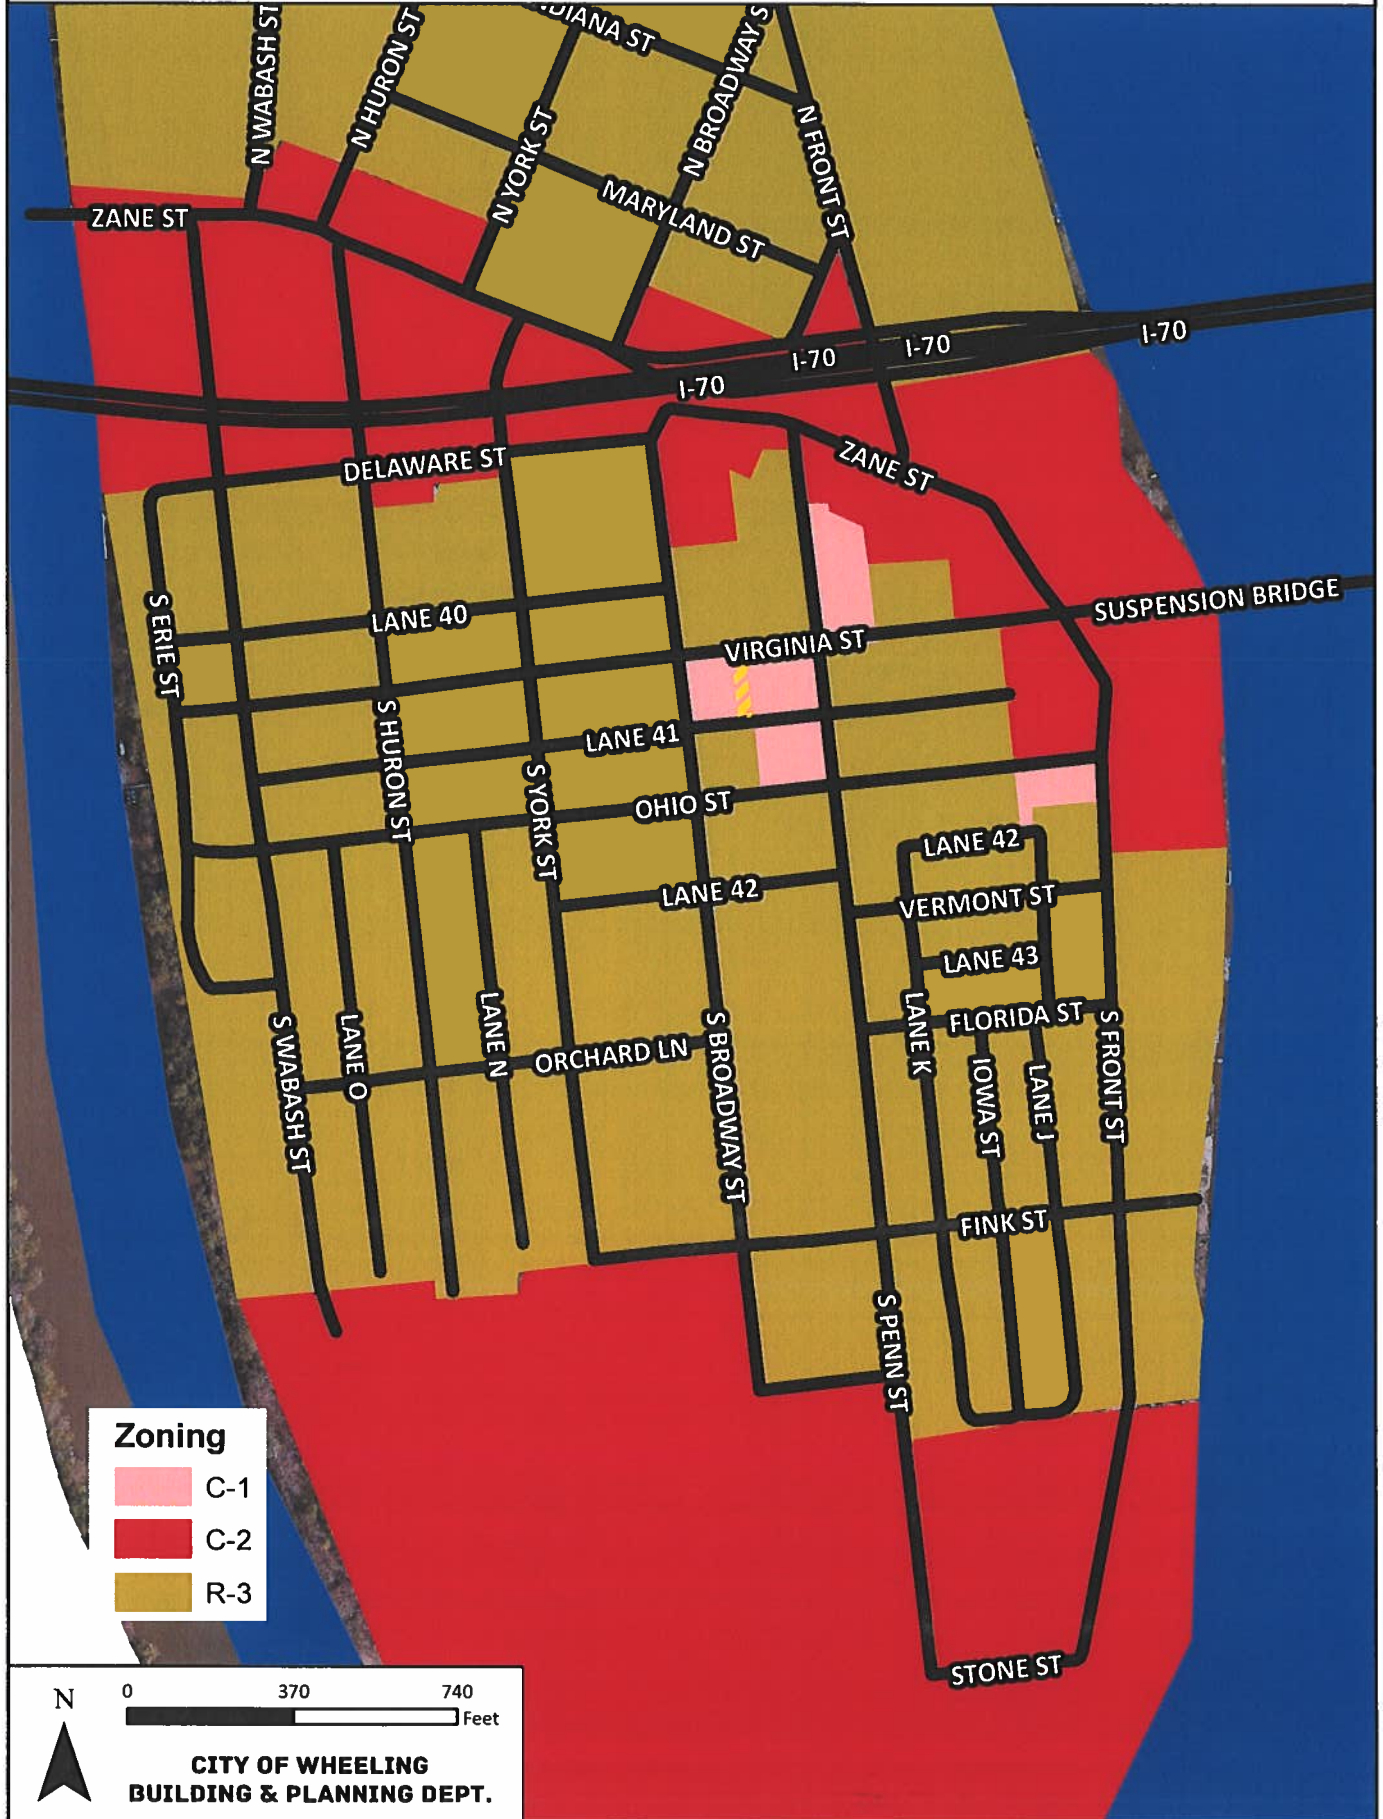 N WABASH ST
N HURON ST
NDIANA ST
N BROADWAY S
N YORK ST
N FRONT ST
MARYLAND ST
ZANE ST
I-70
I-70
I-70
I-70
DELAWARE ST
ZANE ST
S ERIE ST
LANE 40
SUSPENSION BRIDGE
VIRGINIA ST
S HURON ST
LANE 41
S YORK ST
OHIO ST
LANE 42
LANE 42
VERMONT ST
LANE 43
LANE K
FLORIDA ST
S WABASH ST
LANE O
LANE N
ORCHARD LN
S BROADWAY ST
IOWA ST
LANE J
S FRONT ST
FINK ST
S PENN ST
STONE ST
Zoning
C-1
C-2
R-3
N
0 370 740
Feet
CITY OF WHEELING
BUILDING & PLANNING DEPT.